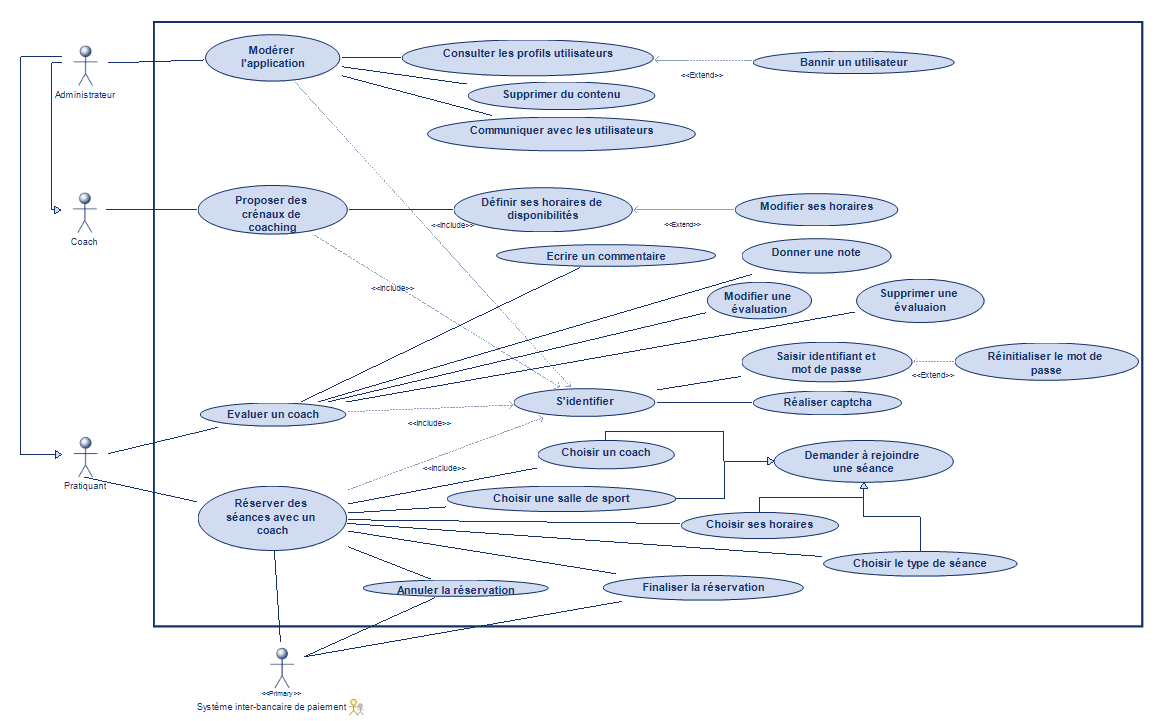 Modérer
l'application
Consulter les profils utilisateurs
<<Extend>>
Bannir un utilisateur
Supprimer du contenu
Communiquer avec les utilisateurs
Administrateur
Proposer des
crénaux de
coaching
Définir ses horaires de
disponibilités
<<Include>>
<<Extend>>
Modifier ses horaires
Coach
Ecrire un commentaire
Donner une note
<<Include>>
Modifier une
évaluation
Supprimer une
évaluaion
Saisir identifiant et
mot de passe
<<Extend>>
Réinitialiser le mot de
passe
S'identifier
Réaliser captcha
Evaluer un coach
<<Include>>
Choisir un coach
Demander à rejoindre
une séance
<<Include>>
Pratiquant
Réserver des
séances avec un
coach
Choisir une salle de sport
Choisir ses horaires
Choisir le type de séance
Annuler la réservation
Finaliser la réservation
<<Primary>>
Système inter-bancaire de paiement